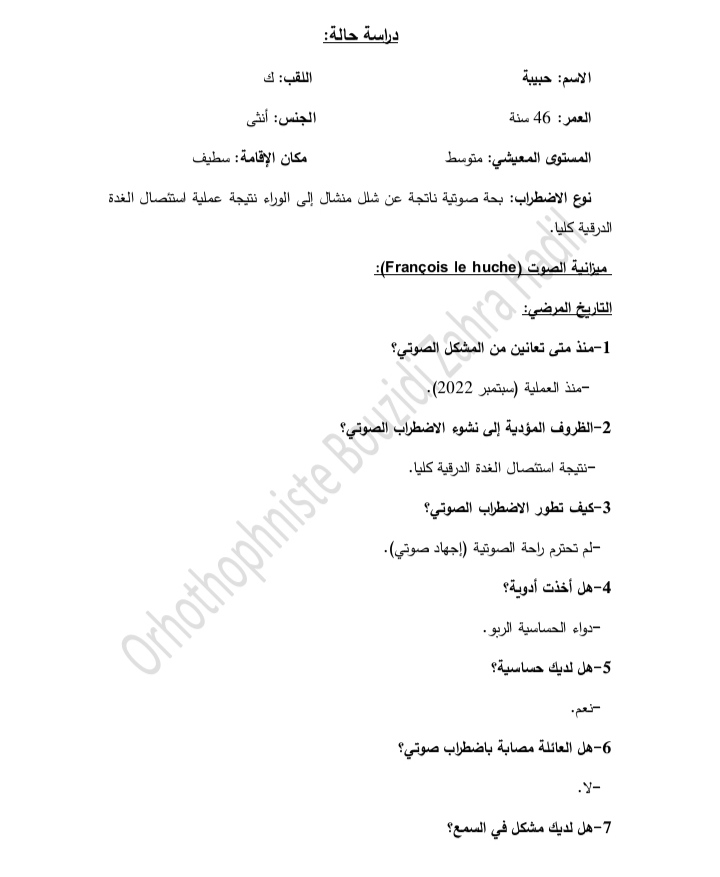 دراسة حالة:
الاسم: حبيبة اللقب: ك
العمر: 46 سنة الجنس: أنثى
المستوى المعيشي: متوسط مكان الإقامة: سطيف
نوع الاضطراب: بحة صوتية ناتجة عن شلل منشال إلى الوراء نتيجة عملية استئصال الغدة
الدرقية كليا.
ميزانية الصوت (François le huche):
التاريخ المرضي:
1-منذ متى تعانين من المشكل الصوتي؟
-منذ العملية (سبتمبر 2022).
2-الظروف المؤدية إلى نشوء الاضطراب الصوتي؟
-نتيجة استئصال الغدة الدرقية كليا.
3-كيف تطور الاضطراب الصوتي؟
-لم تحترم راحة الصوتية (إجهاد صوتي).
4-هل أخذت أدوية؟
-دواء الحساسية الربو.
5-هل لديك حساسية؟
-نعم.
6-هل العائلة مصابة باضطراب صوتي؟
-لا.
7-هل لديك مشكل في السمع؟
Orhothophniste Bouzidi Zahra Hadil